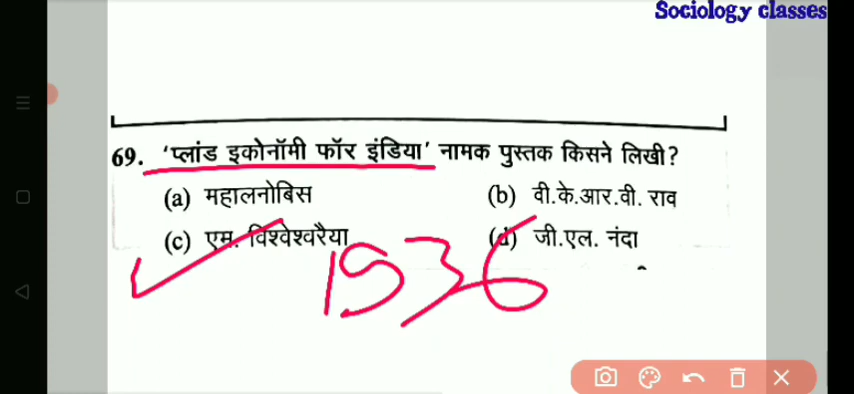 Sociology classes
69. 'प्लांड इकोनॉमी फॉर इंडिया' नामक पुस्तक किसने लिखी?
(a) महालनोबिस (b) वी.के.आर.वी. राव
(c) एम. विश्वेश्वरैया (d) जी.एल. नंदा
1936